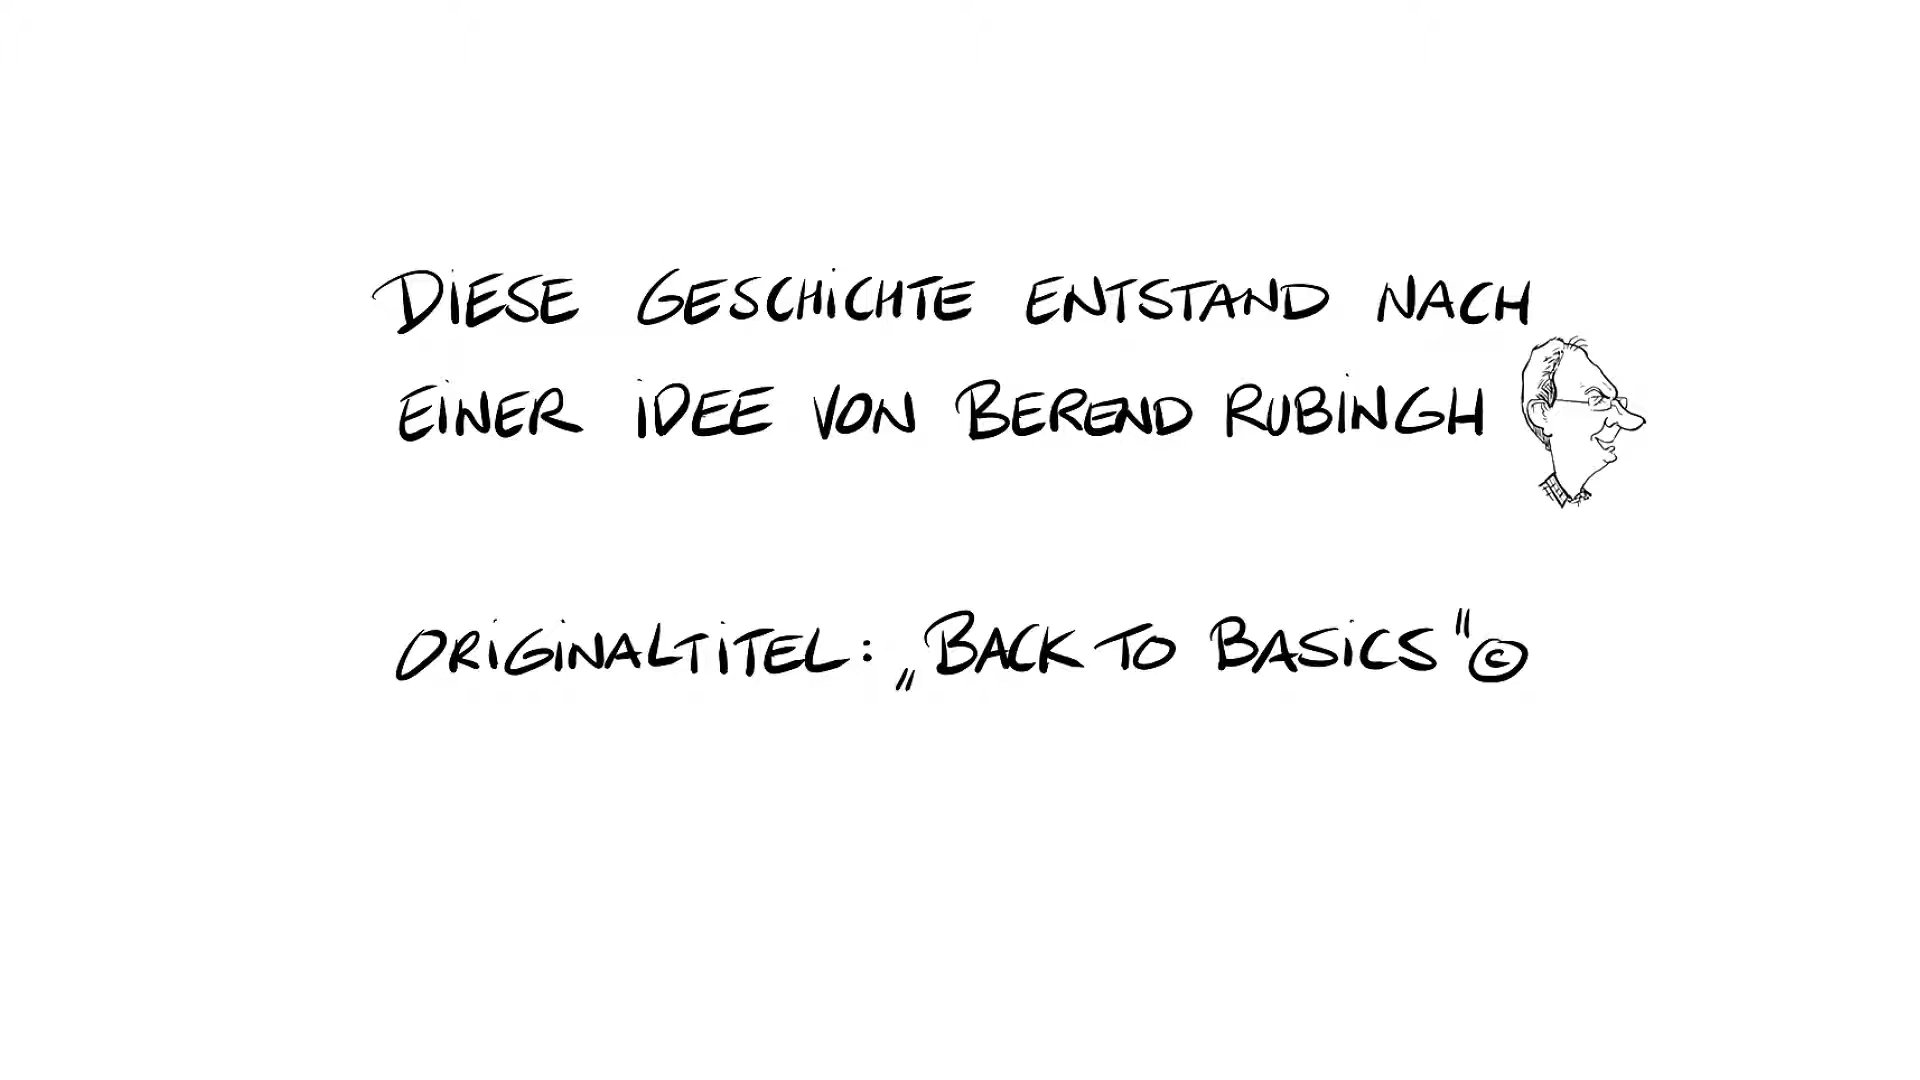 DIESE GESCHICHTE ENTSTAND NACH
EINER IDEE VON BEREND RUBINGH
ORIGINALTITEL: „BACK TO BASICS"©